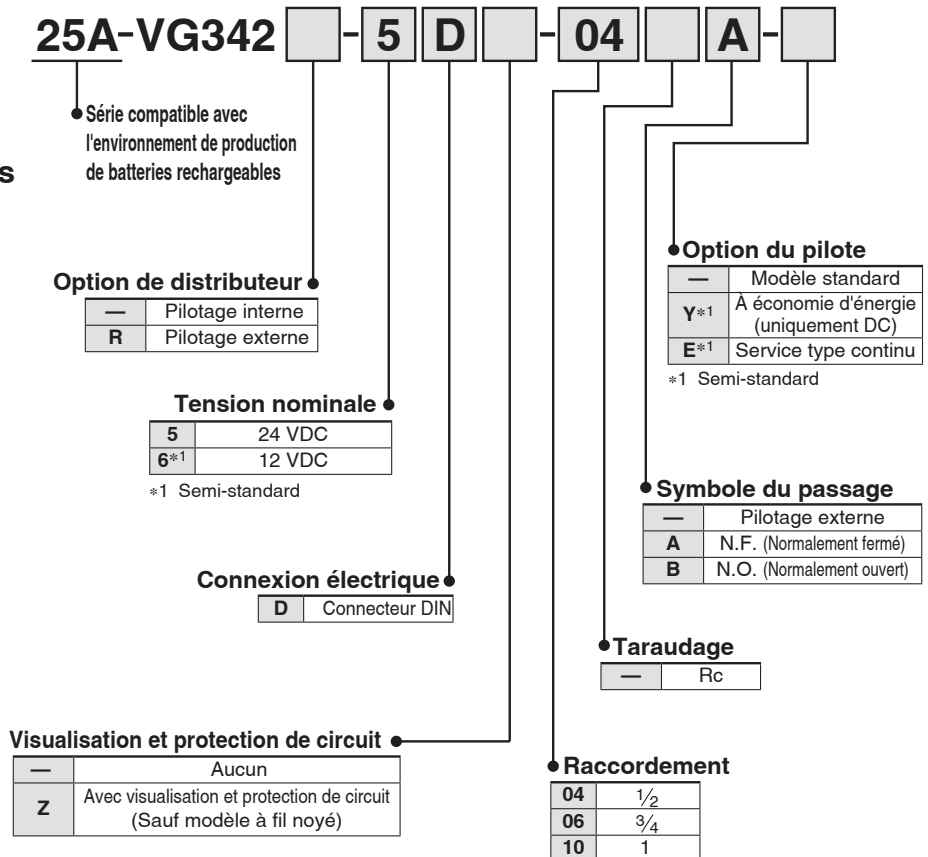 25A-VG342 - 5 D - 04 A -
Série compatible avec
l'environnement de production
de batteries rechargeables
s
Option de distributeur
— Pilotage interne
R Pilotage externe
Tension nominale
5 24 VDC
6*1 12 VDC
*1 Semi-standard
Connexion électrique
D Connecteur DIN
Visualisation et protection de circuit
— Aucun
Z Avec visualisation et protection de circuit
(Sauf modèle à fil noyé)
Option du pilote
— Modèle standard
Y*1 À économie d'énergie
(uniquement DC)
E*1 Service type continu
*1 Semi-standard
Symbole du passage
— Pilotage externe
A N.F. (Normalement fermé)
B N.O. (Normalement ouvert)
Taraudage
— Rc
Raccordement
04 1/2
06 3/4
10 1